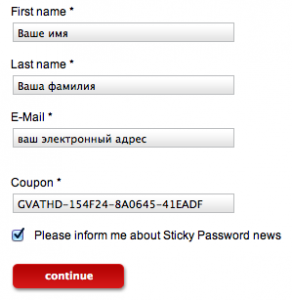 First name *
Ваше имя
Last name *
Ваша фамилия
E-Mail *
ваш электронный адрес
Coupon *
GVATHD-154F24-8A0645-41EADF
Please inform me about Sticky Password news
continue